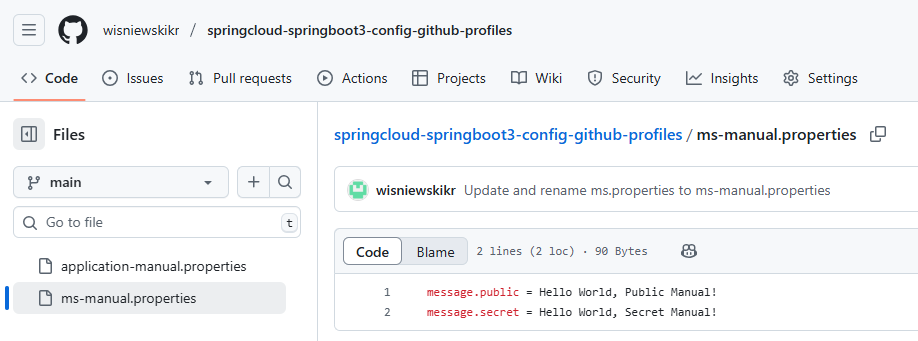 wisniewskikr / springcloud-springboot3-config-github-profiles
Code Issues Pull requests Actions Projects Wiki Security Insights Settings
Files
main
Go to file t
application-manual.properties
ms-manual.properties
springcloud-springboot3-config-github-profiles / ms-manual.properties
wisniewskikr Update and rename ms.properties to ms-manual.properties
Code Blame 2 lines (2 loc) · 90 Bytes
1 message.public = Hello World, Public Manual!
2 message.secret = Hello World, Secret Manual!